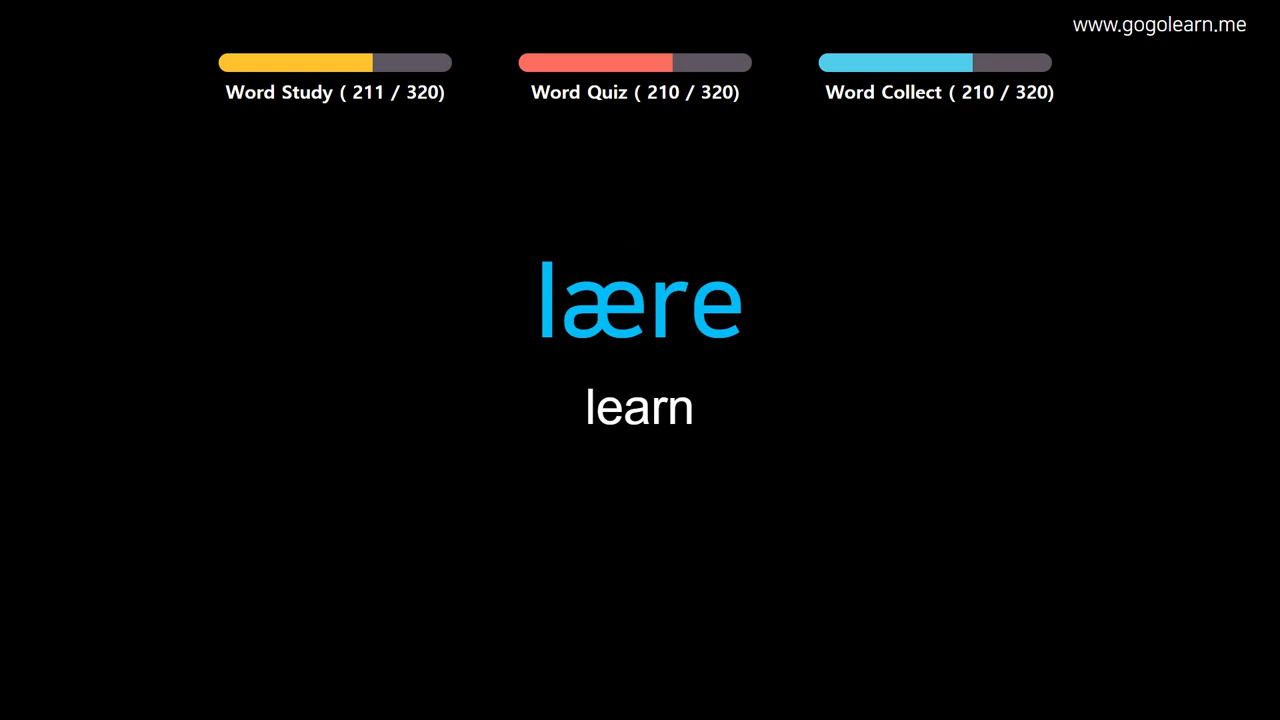 www.gogolearn.me
Word Study ( 211 / 320)
Word Quiz ( 210 / 320)
Word Collect ( 210 / 320)
lære
learn